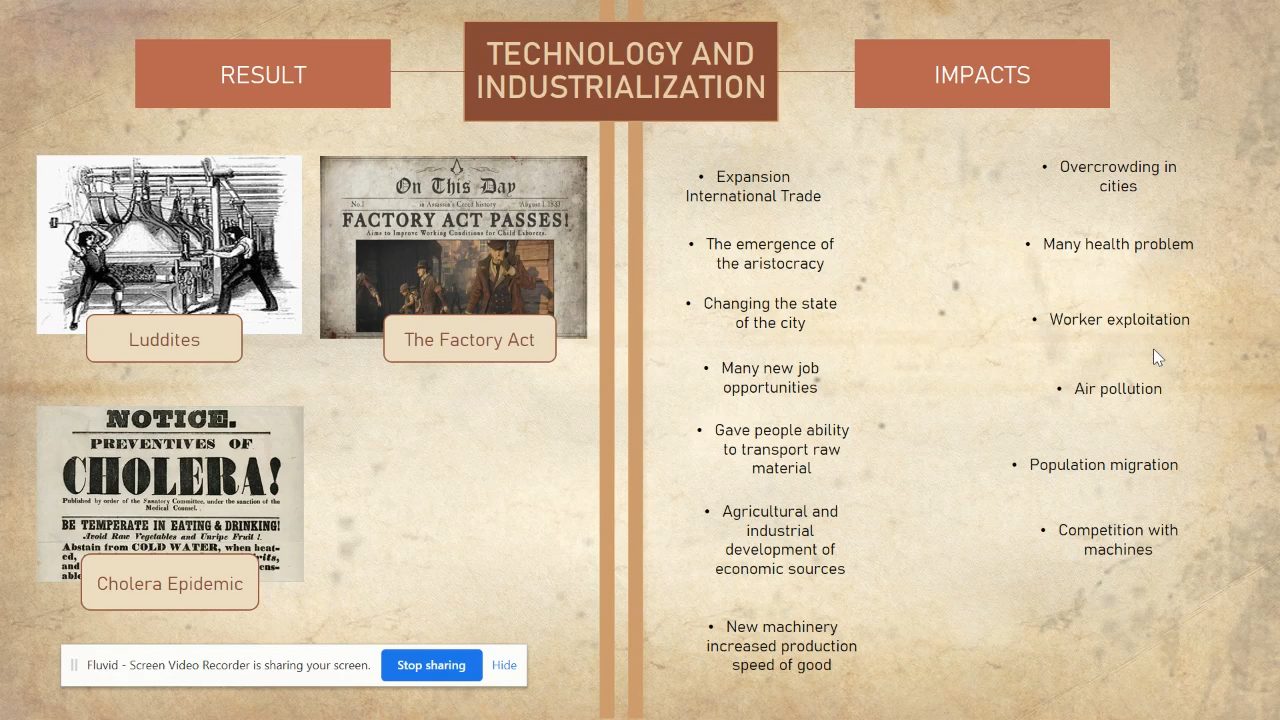 RESULT
TECHNOLOGY AND
INDUSTRIALIZATION
IMPACTS
On This Day
No.1
in Assassin's Creed history
August 1, 1833
FACTORY ACT PASSES!
Aims to Improve Working Conditions for Child Laborers.
Luddites
The Factory Act
NOTICE.
PREVENTIVES OF
CHOLERA!
Published by order of the Sanatory Committee, under the sanction of the
Medical Counsel.
BE TEMPERATE IN EATING & DRINKING!
Avoid Raw Vegetables and Unripe Fruit !.
Abstain from COLD WATER, when heat-
ed,
and
Cholera Epidemic
Fluvid - Screen Video Recorder is sharing your screen.
Stop sharing
Hide
• Expansion
International Trade
• The emergence of
the aristocracy
• Changing the state
of the city
• Many new job
opportunities
• Gave people ability
to transport raw
material
• Agricultural and
industrial
development of
economic sources
• New machinery
increased production
speed of good
• Overcrowding in
cities
• Many health problem
• Worker exploitation
• Air pollution
• Population migration
• Competition with
machines